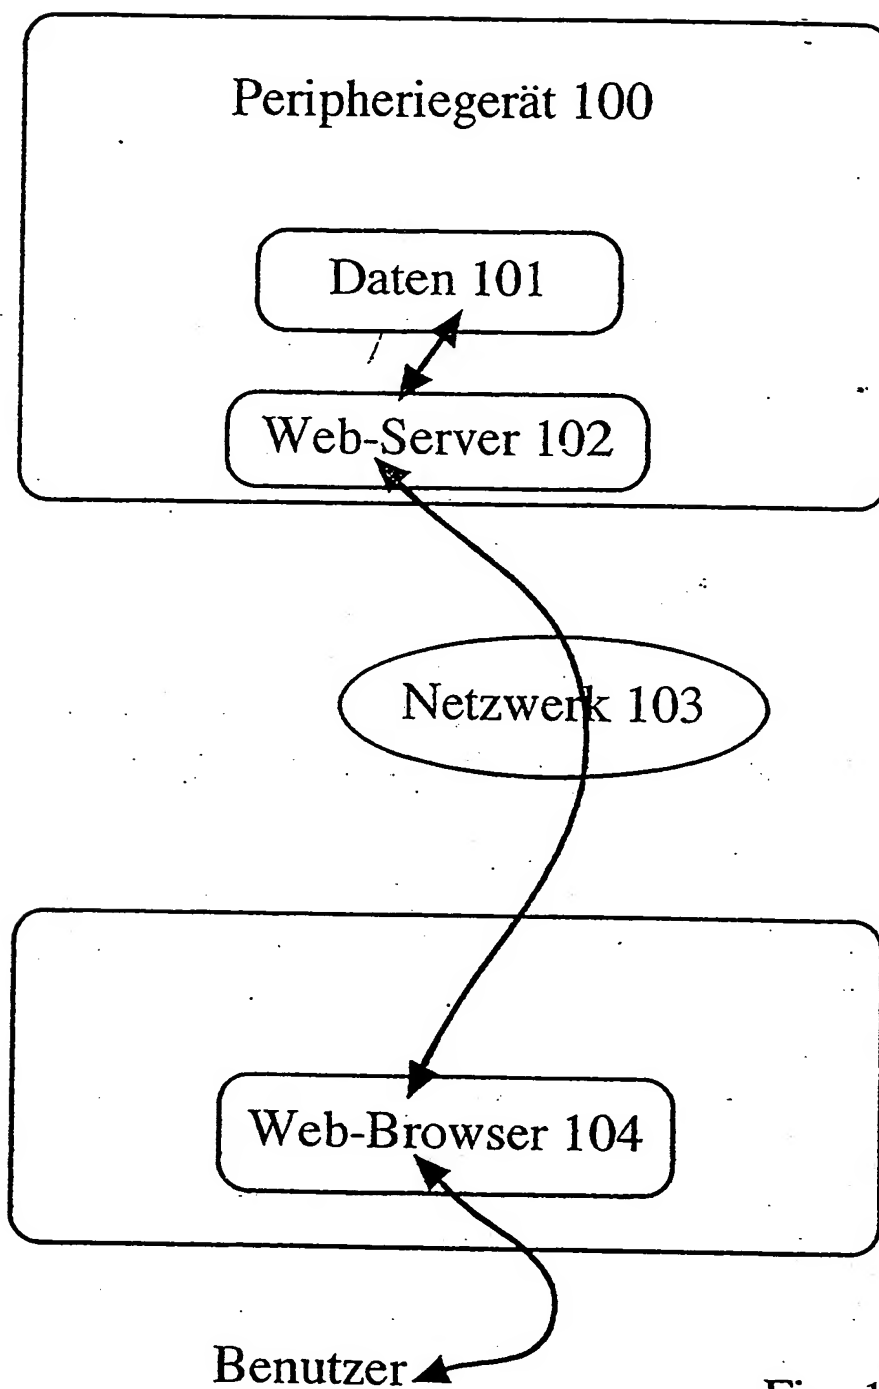 Peripheriegerät 100
Daten 101
Web-Server 102
Netzwerk 103
Web-Browser 104
Benutzer